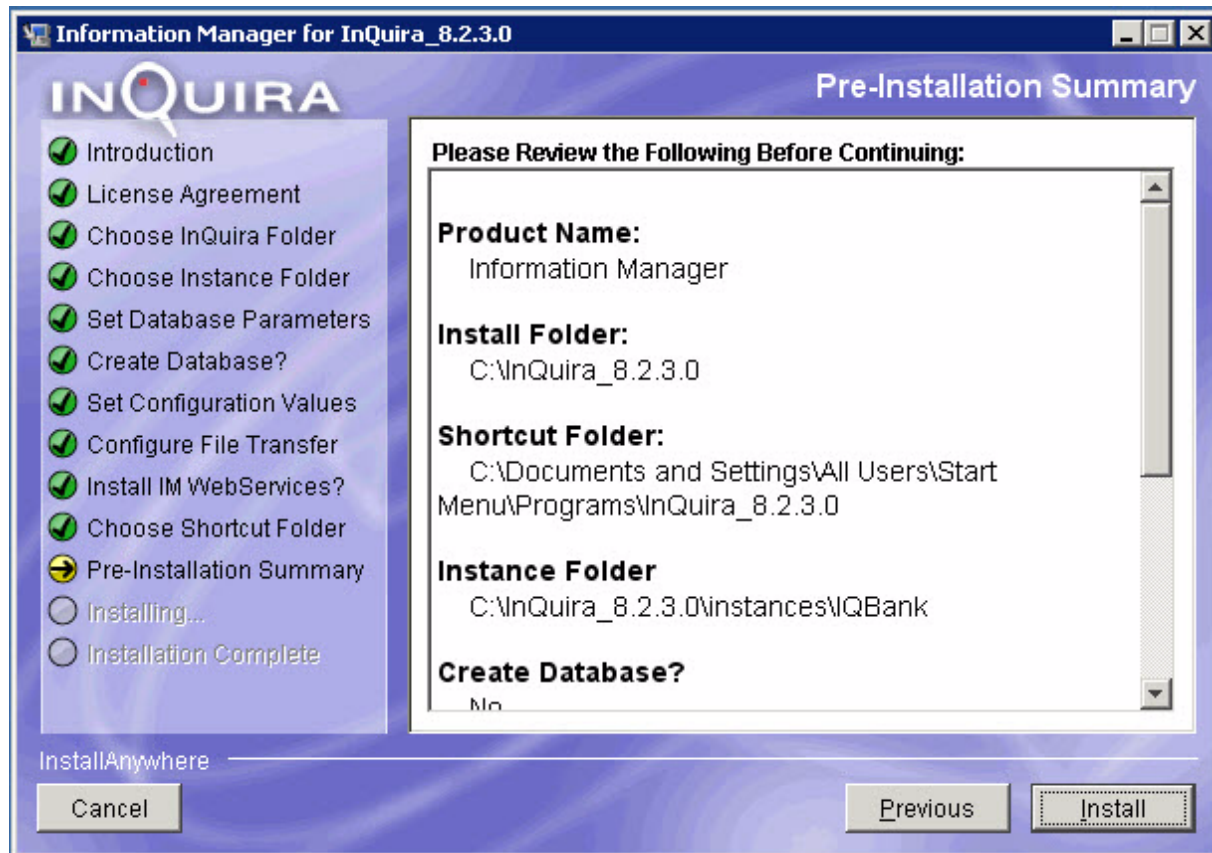 Information Manager for InQuira_8.2.3.0
INQUIRA
Pre-Installation Summary
Introduction
License Agreement
Choose InQuira Folder
Choose Instance Folder
Set Database Parameters
Create Database?
Set Configuration Values
Configure File Transfer
Install IM WebServices?
Choose Shortcut Folder
Pre-Installation Summary
Installing...
Installation Complete
Please Review the Following Before Continuing:
Product Name:
Information Manager
Install Folder:
C:\InQuira_8.2.3.0
Shortcut Folder:
C:\Documents and Settings\All Users\Start
Menu\Programs\InQuira_8.2.3.0
Instance Folder
C:\InQuira_8.2.3.0\instances\IQBank
Create Database?
No
InstallAnywhere
Cancel
Previous
Install